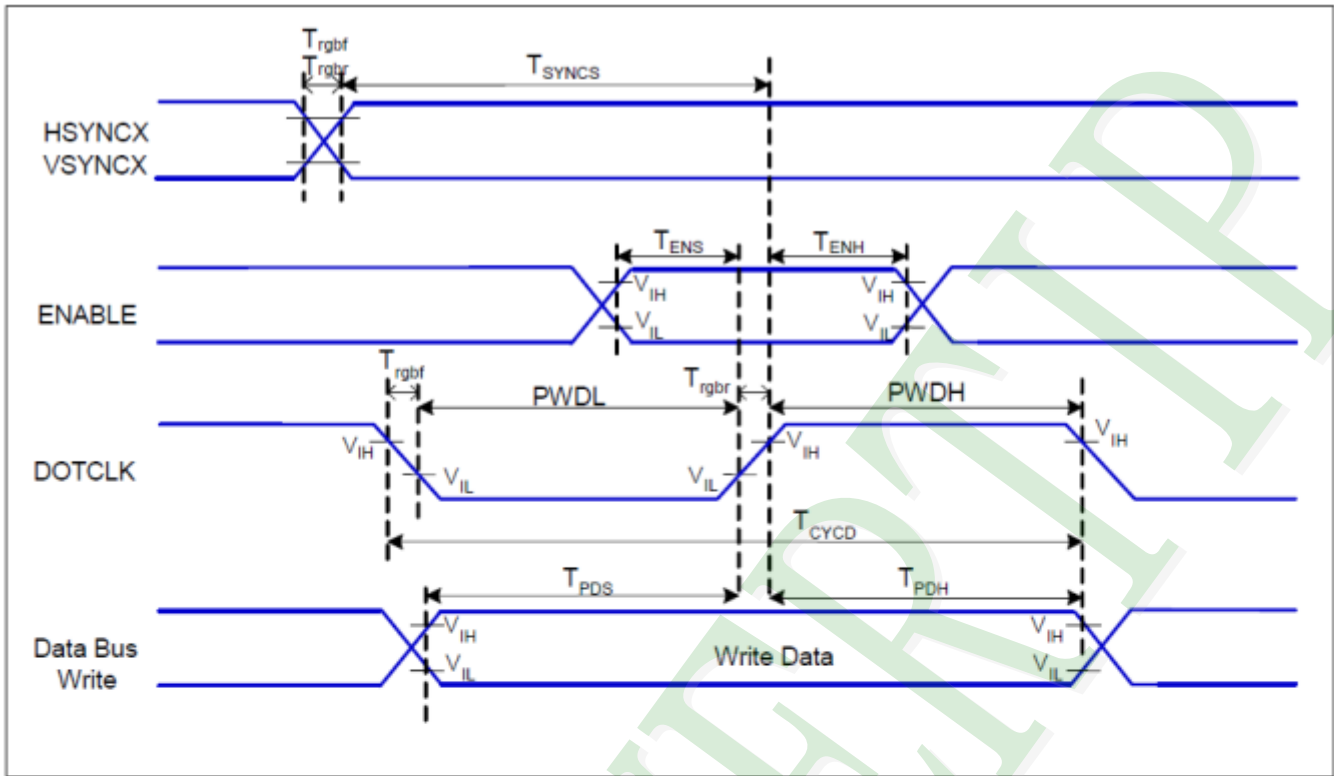 Trgbf
Trgbr
TSYNCS
HSYNCX
VSYNCX
TENS
TENH
VIH
VIH
ENABLE
VIL
VIL
Trgbf
PWDL
Trgbr
PWDH
VIH
VIH
VIH
DOTCLK
VIL
VIL
TCYCD
TPDS
TPDH
VIH
VIH
Data Bus
Write
VIL
Write Data
VIL
ERTIP